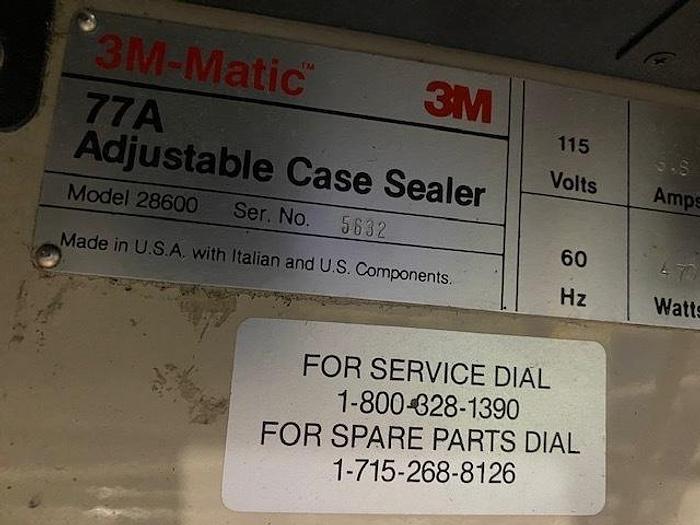 3M-Matic™
3M
77A
Adjustable Case Sealer
Model 28600 Ser. No. 5632
Made in U.S.A. with Italian and U.S. Components.
115
Volts
Amps
60
Hz
Watts
FOR SERVICE DIAL
1-800-328-1390
FOR SPARE PARTS DIAL
1-715-268-8126